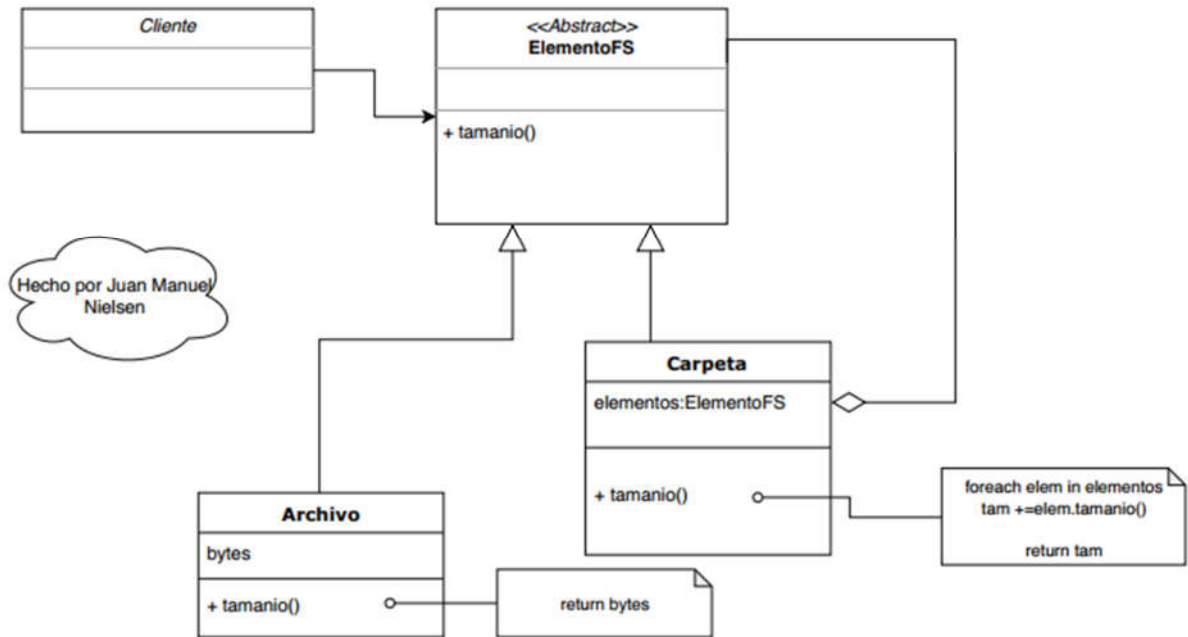 Cliente
<<Abstract>>
ElementoFS
+ tamanio()
Hecho por Juan Manuel
Nielsen
Carpeta
elementos:ElementoFS
+ tamanio()
foreach elem in elementos
tam +=elem.tamanio()
return tam
Archivo
bytes
+ tamanio()
return bytes